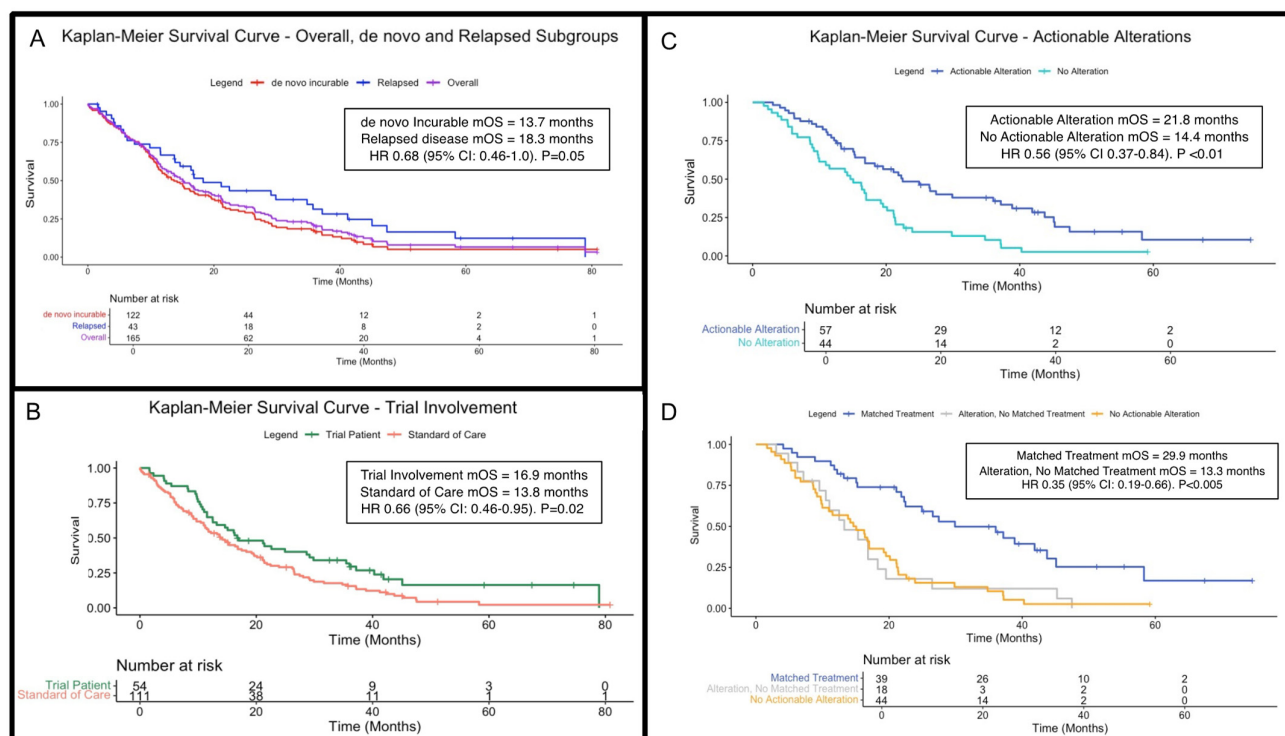 A
Kaplan-Meier Survival Curve - Overall, de novo and Relapsed Subgroups
Legend de novo incurable Relapsed Overall
de novo Incurable mOS = 13.7 months
Relapsed disease mOS = 18.3 months
HR 0.68 (95% CI: 0.46-1.0). P=0.05
Survival
1.00
0.75
0.50
0.25
0.00
0 20 40 60 80
Time (Months)
Number at risk
de novo incurable 122 44 12 2 1
Relapsed 43 18 8 2 0
Overall 165 62 20 4 1
0 20 40 60 80
Time (Months)
B
Kaplan-Meier Survival Curve - Trial Involvement
Legend Trial Patient Standard of Care
Trial Involvement mOS = 16.9 months
Standard of Care mOS = 13.8 months
HR 0.66 (95% CI: 0.46-0.95). P=0.02
Survival
1.00
0.75
0.50
0.25
0.00
0 20 40 60 80
Time (Months)
Number at risk
Trial Patient 54 24 9 3 0
Standard of Care 111 38 11 1 1
0 20 40 60 80
Time (Months)
C
Kaplan-Meier Survival Curve - Actionable Alterations
Legend Actionable Alteration No Alteration
Actionable Alteration mOS = 21.8 months
No Actionable Alteration mOS = 14.4 months
HR 0.56 (95% CI 0.37-0.84). P <0.01
Survival
1.00
0.75
0.50
0.25
0.00
0 20 40 60
Time (Months)
Number at risk
Actionable Alteration 57 29 12 2
No Alteration 44 14 2 0
0 20 40 60
Time (Months)
D
Legend Matched Treatment Alteration, No Matched Treatment No Actionable Alteration
Matched Treatment mOS = 29.9 months
Alteration, No Matched Treatment mOS = 13.3 months
HR 0.35 (95% CI: 0.19-0.66). P<0.005
Survival
1.00
0.75
0.50
0.25
0.00
0 20 40 60
Time (Months)
Number at risk
Matched Treatment 39 26 10 2
Alteration, No Matched Treatment 18 3 2 0
No Actionable Alteration 44 14 2 0
0 20 40 60
Time (Months)